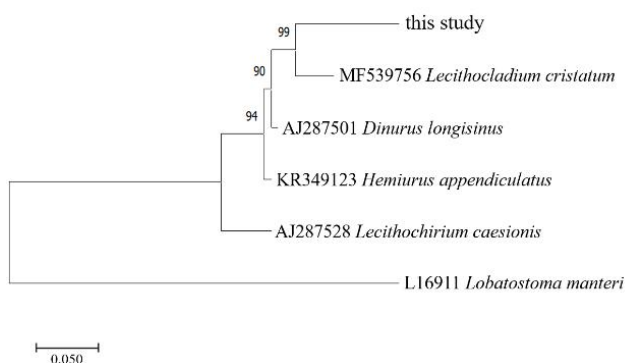 99
this study
90
MF539756 Lecithocladium cristatum
94
AJ287501 Dinurus longisinus
KR349123 Hemiurus appendiculatus
AJ287528 Lecithochirium caesionis
L16911 Lobatostoma manteri
0.050